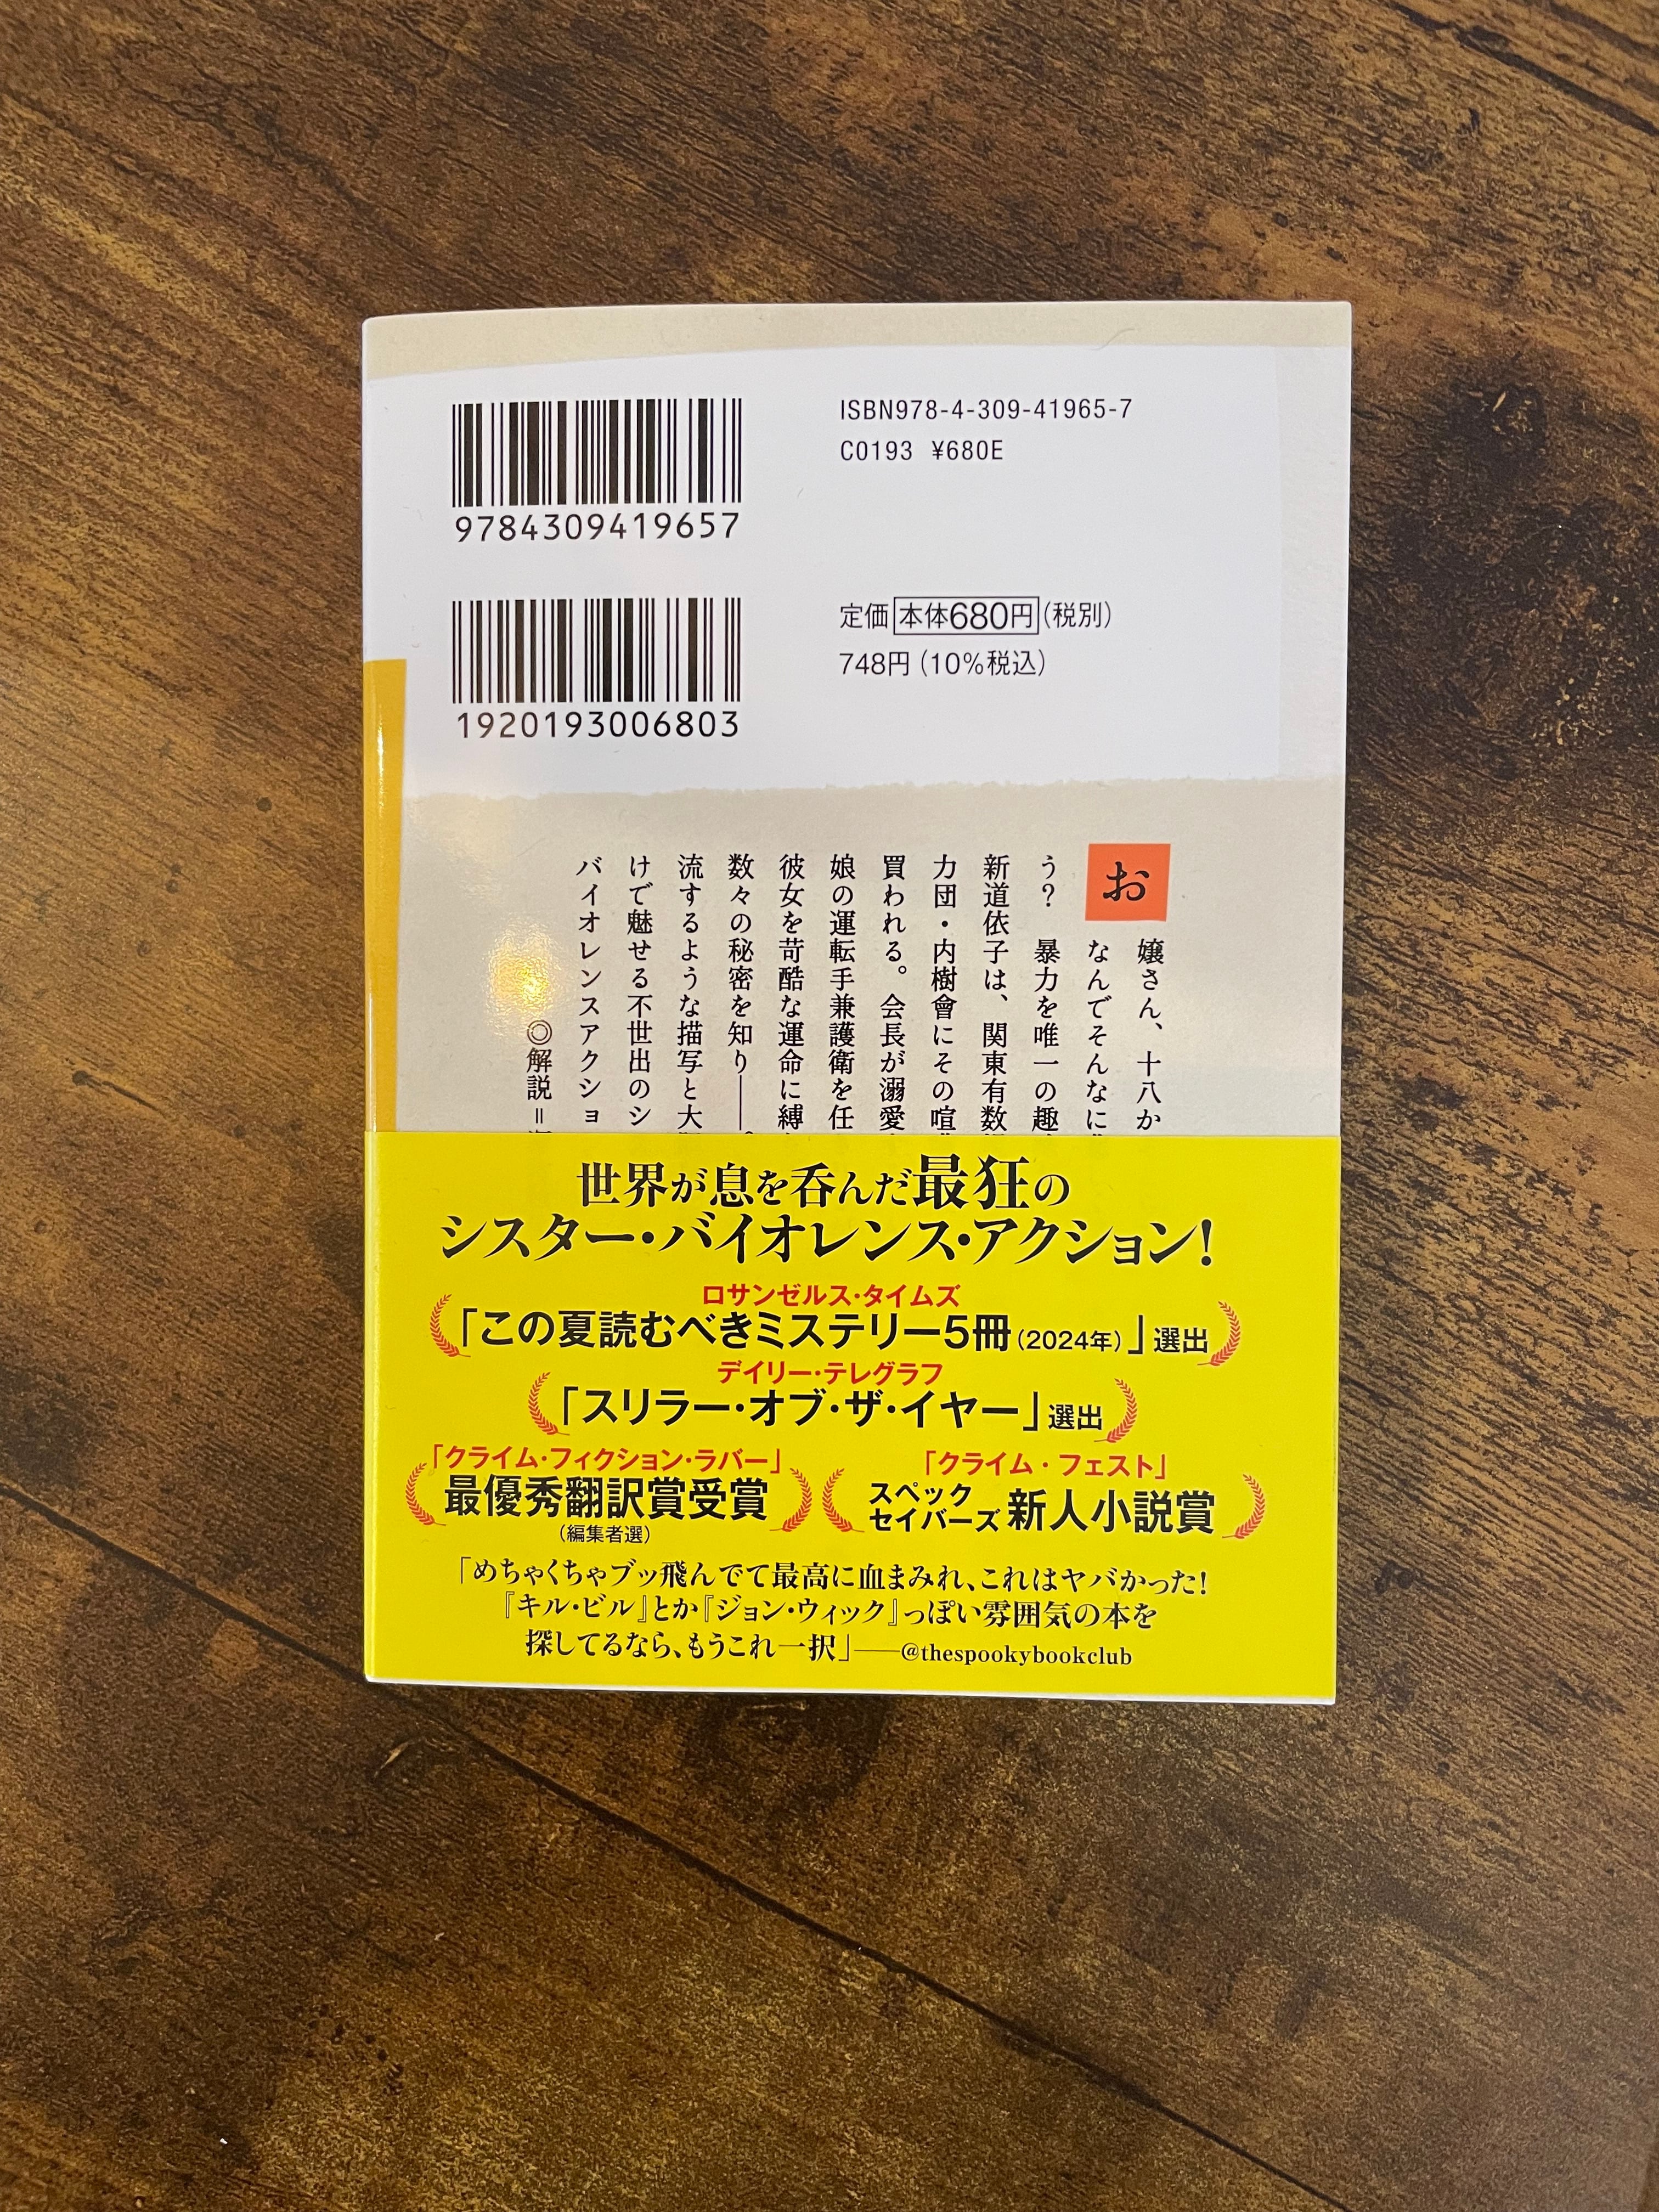 ISBN978-4-309-41965-7
C0193 ¥680E
9784309419657
定価 本体680円(税別)
748円(10%税込)
1920193006803
お嬢さん、十八か
なんでそんなに
う? 暴力を唯一の趣
新道依子は、関東有数
力団・内樹會にその喧
買われる。会長が溺愛
娘の運転手兼護衛を任
彼女を苛酷な運命に縛
数々の秘密を知り──。
流するような描写と大
けで魅せる不世出のシ
バイオレンスアクショ
◎解説=
世界が息を呑んだ最狂の
シスター・バイオレンス・アクション!
ロサンゼルス・タイムズ
「この夏読むべきミステリー5冊(2024年)」選出
デイリー・テレグラフ
「スリラー・オブ・ザ・イヤー」選出
「クライム・フィクション・ラバー」
最優秀翻訳賞受賞
(編集者選)
「クライム・フェスト」
スペック
セイバーズ 新人小説賞
「めちゃくちゃブッ飛んでて最高に血まみれ、これはヤバかった!
『キル・ビル』とか『ジョン・ウィック』っぽい雰囲気の本を
探してるなら、もうこれ一択」──@thespookybookclub